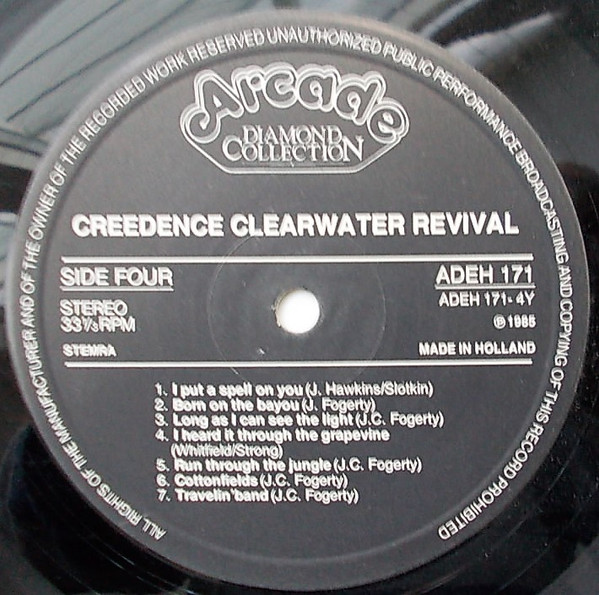 ALL RIGHTS OF THE MANUFACTURER AND OF THE OWNER OF THE RECORDED WORK RESERVED UNAUTHORIZED PUBLIC PERFORMANCE BROADCASTING AND COPYING OF THIS RECORD PROHIBITED
Arcade
DIAMOND
COLLECTION
CREEDENCE CLEARWATER REVIVAL
SIDE FOUR
ADEH 171
STEREO
ADEH 171-4Y
33⅓RPM
℗ 1985
STEMRA
MADE IN HOLLAND
1. I put a spell on you (J. Hawkins/Slotkin)
2. Born on the bayou (J. Fogerty)
3. Long as I can see the light (J.C. Fogerty)
4. I heard it through the grapevine
(Whitfield/Strong)
5. Run through the jungle (J.C. Fogerty)
6. Cottonfields (J.C. Fogerty)
7. Travelin'band (J.C. Fogerty)